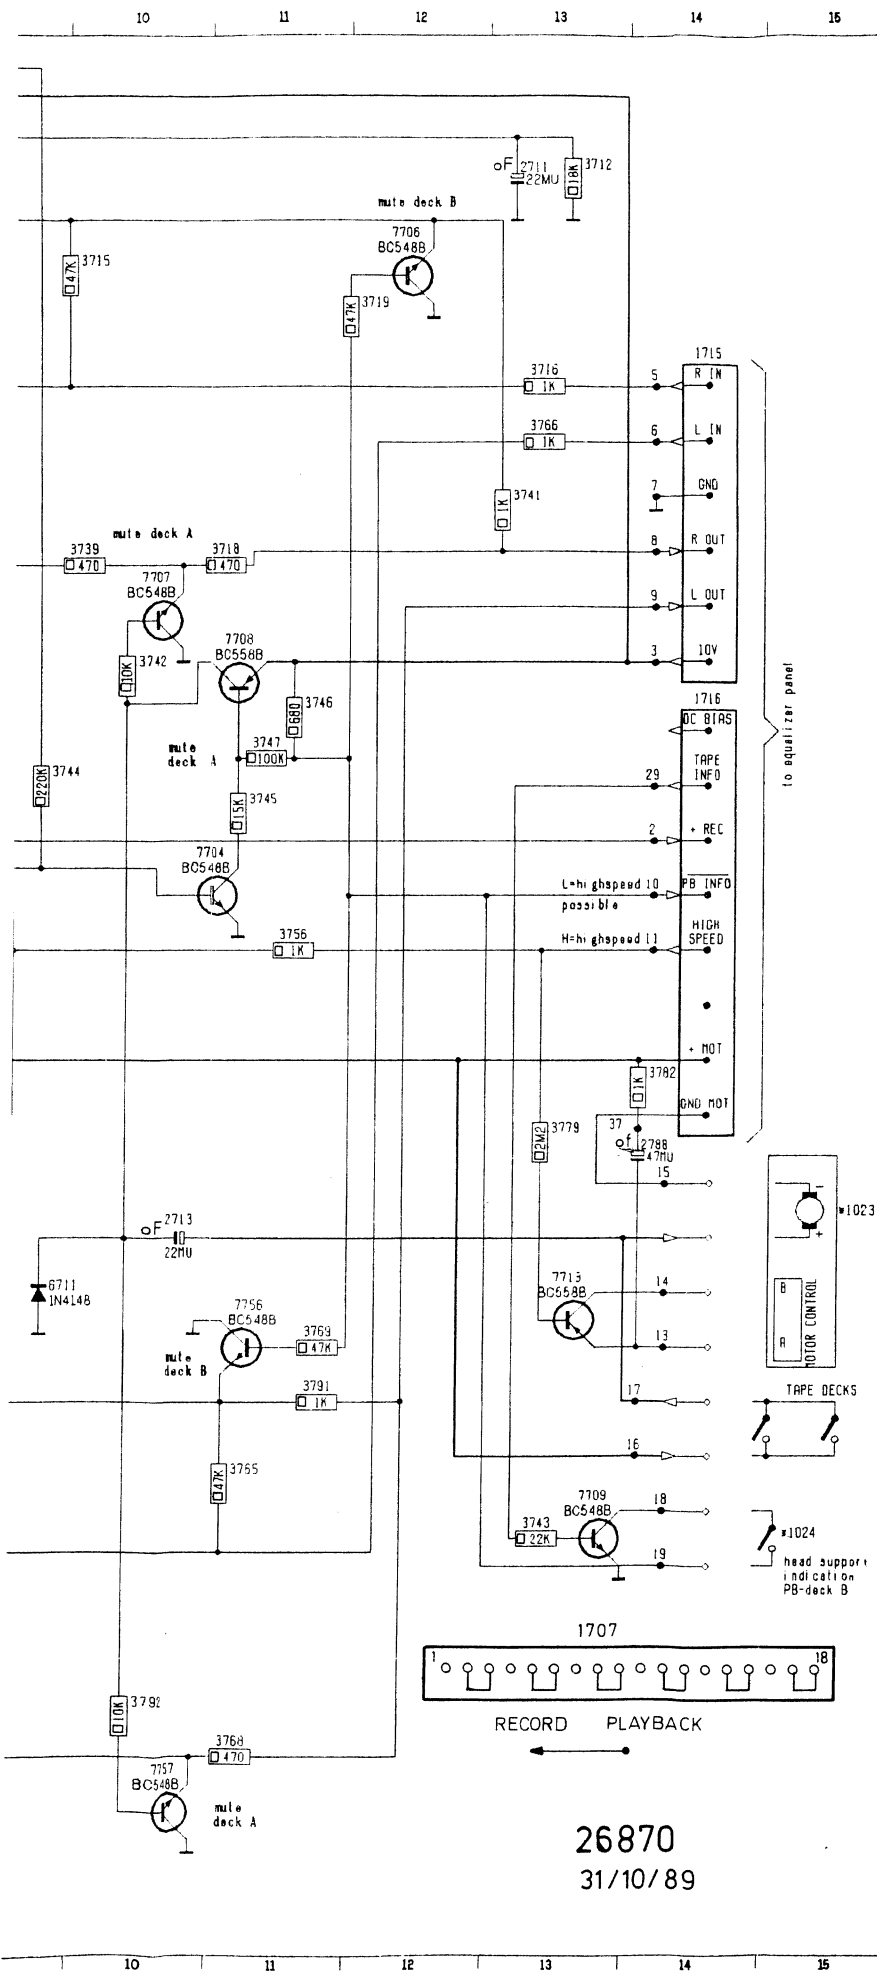 10 11 12 13 14 15
2711
22MU
oF
3712
18K
mute deck B
7706
BC548B
3715
47K
3719
47K
1715
3716
1K
5
R IN
3766
1K
6
L IN
7
GND
3741
1K
mute deck A
3739
470
3718
470
8
R OUT
7707
BC548B
9
L OUT
7708
BC558B
3742
10K
3
10V
3746
680
1716
DC BIAS
to equalizer panel
mute
deck A
3747
100K
3744
220K
TAPE
INFO
29
3745
15K
2
+ REC
7704
BC548B
L=highspeed 10
possible
PB INFO
3756
1K
H=highspeed 11
HIGH
SPEED
+ MOT
3782
1K
GND MOT
3779
2M2
37
of
2788
47MU
15
*1023
-
+
oF
2713
22MU
6711
1N4148
7713
BC558B
14
B
A
MOTOR CONTROL
7756
BC548B
3769
47K
13
mute
deck B
3791
1K
17
TAPE DECKS
3765
47K
16
7709
BC548B
18
3743
22K
*1024
19
head support
indication
PB-deck B
1707
1 18
RECORD PLAYBACK
3792
10K
3768
470
7757
BC548B
mute
deck A
26870
31/10/89
10 11 12 13 14 15